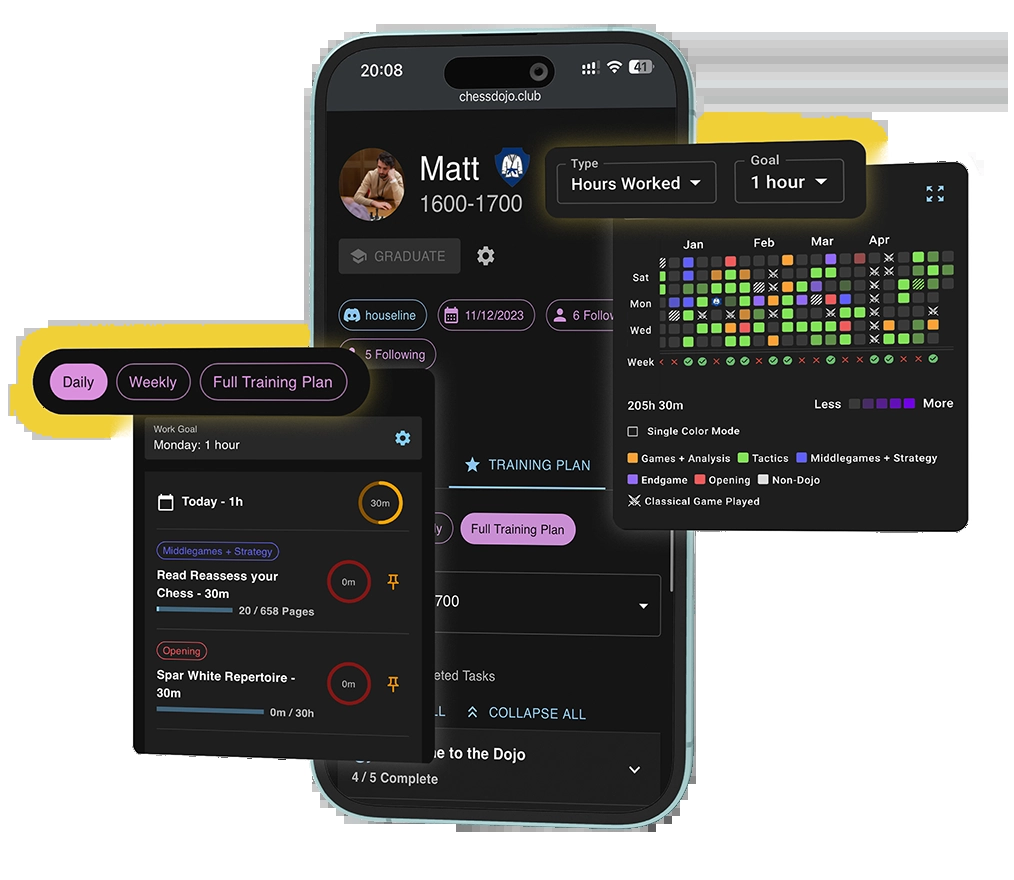 20:08
41
chessdojo.club
Matt
1600-1700
GRADUATE
houseline
11/12/2023
6 Follow
5 Following
TRAINING PLAN
ly
Full Training Plan
700
eted Tasks
LL
COLLAPSE ALL
e to the Dojo
4 / 5 Complete
Type
Hours Worked
Goal
1 hour
Jan Feb Mar Apr
Sat
Mon
Wed
Week
205h 30m
Less More
Single Color Mode
Games + Analysis Tactics Middlegames + Strategy
Endgame Opening Non-Dojo
Classical Game Played
Daily Weekly Full Training Plan
Work Goal
Monday: 1 hour
Today - 1h
30m
Middlegames + Strategy
Read Reassess your
Chess - 30m
0m
20 / 658 Pages
Opening
Spar White Repertoire -
30m
0m
0m / 30h